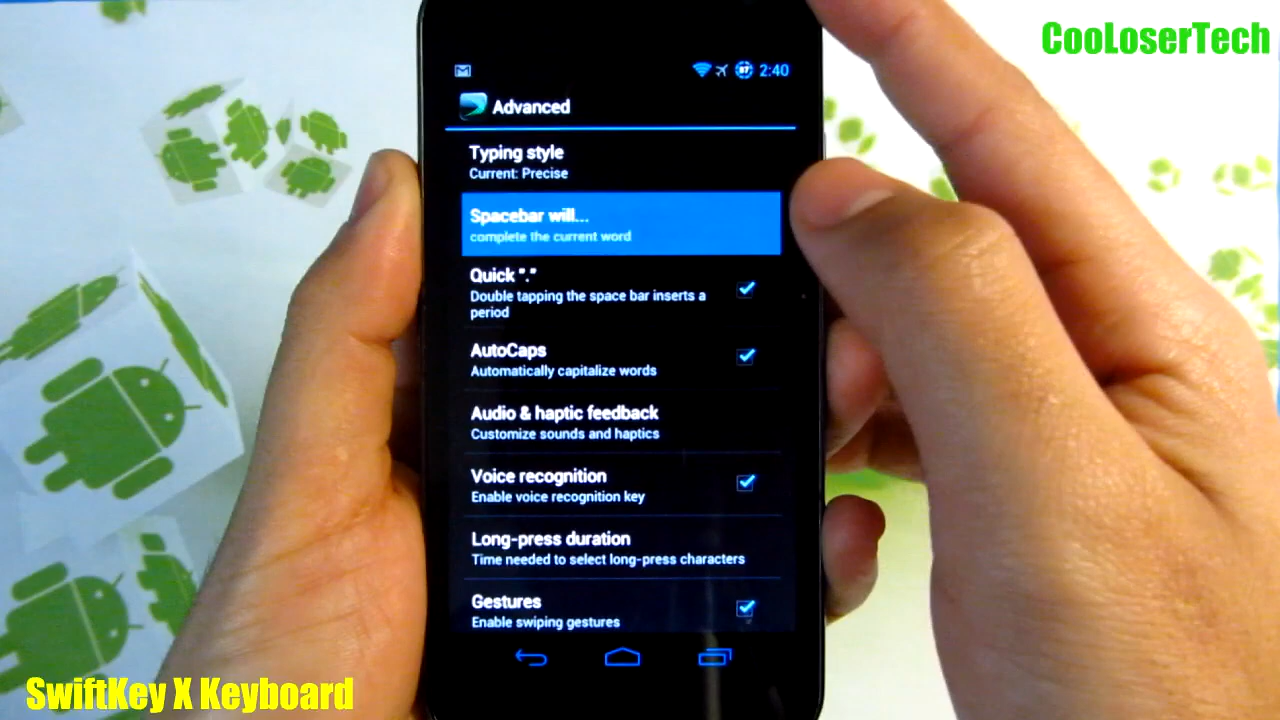 CooLoserTech
97
2:40
Advanced
Typing style
Current: Precise
Spacebar will...
complete the current word
Quick "."
Double tapping the space bar inserts a
period
AutoCaps
Automatically capitalize words
Audio & haptic feedback
Customize sounds and haptics
Voice recognition
Enable voice recognition key
Long-press duration
Time needed to select long-press characters
Gestures
Enable swiping gestures
SwiftKey X Keyboard